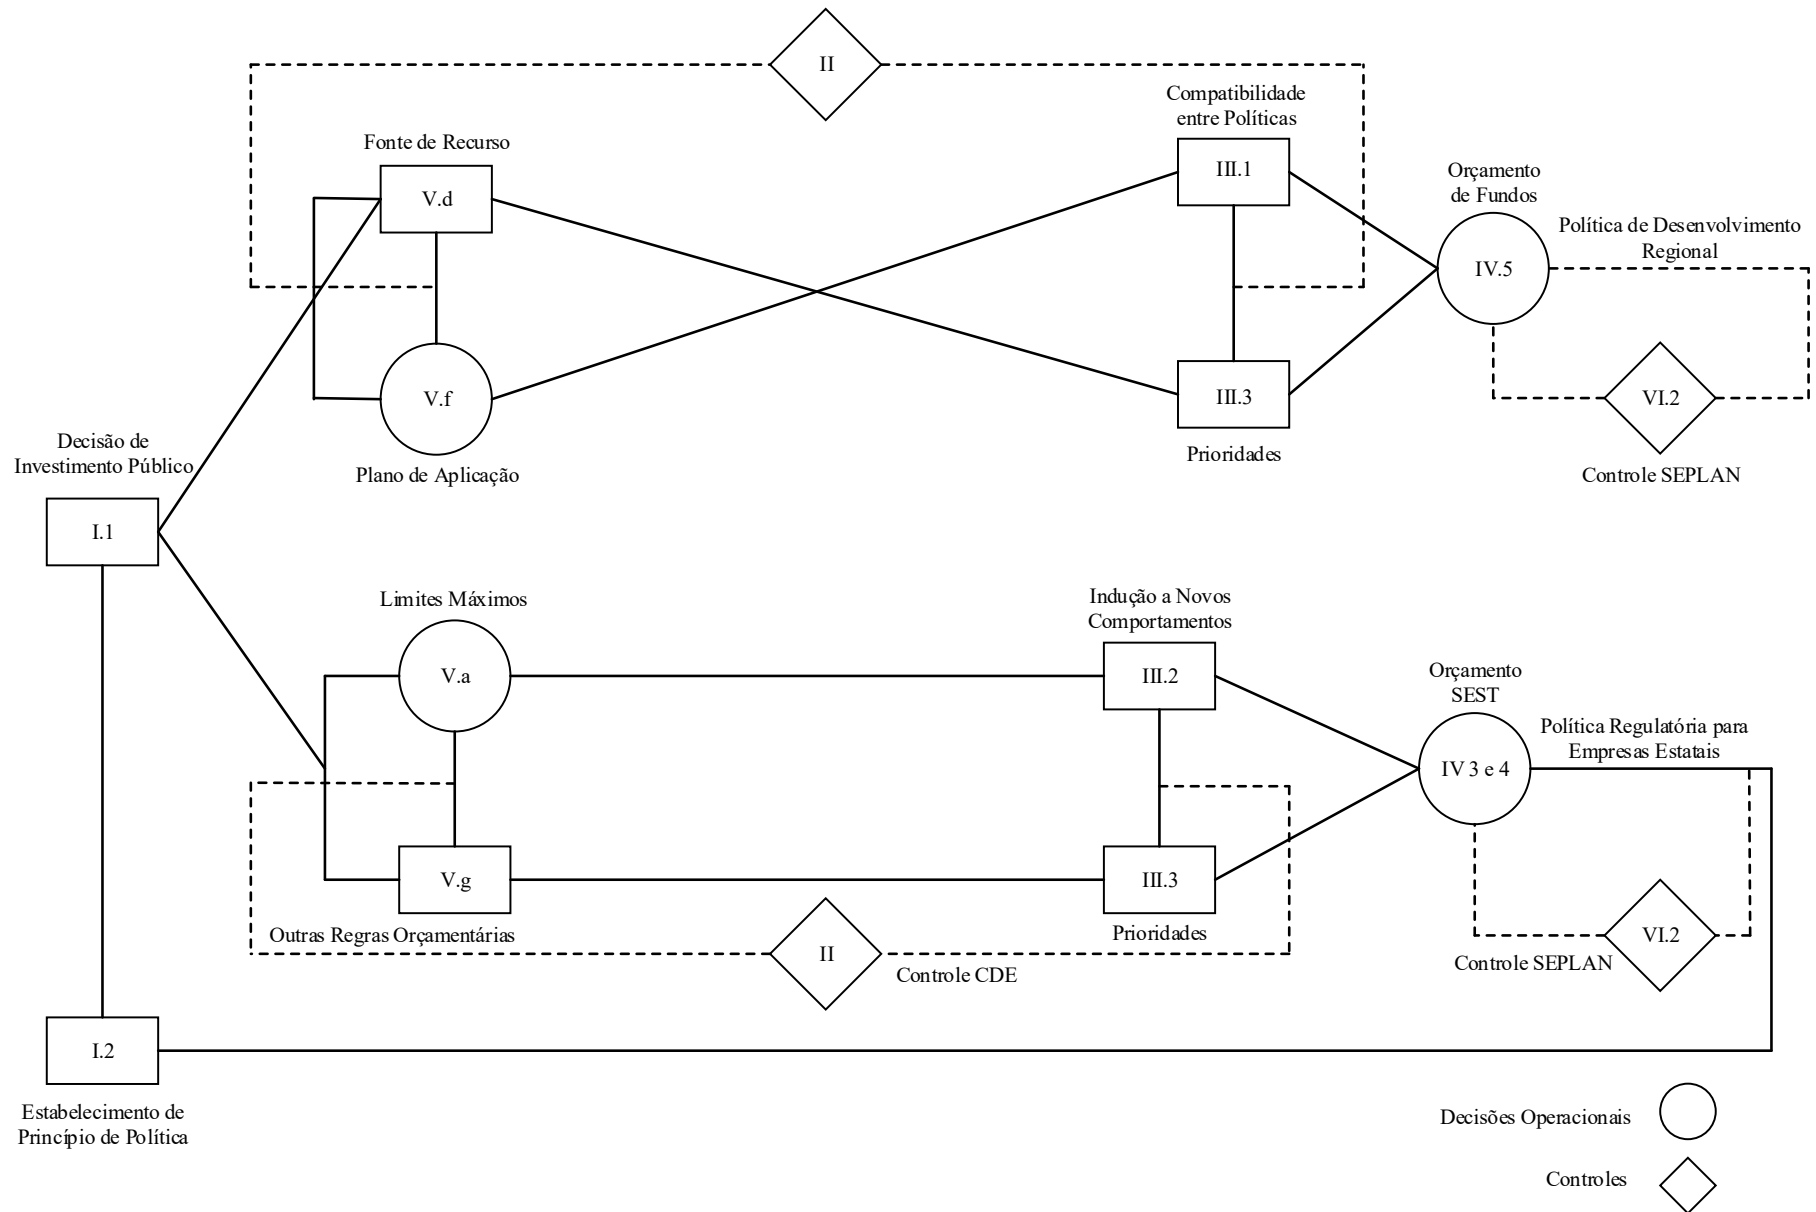 II
Compatibilidade
entre Políticas
Fonte de Recurso
III.1
Orçamento
de Fundos
V.d
Política de Desenvolvimento
Regional
IV.5
V.f
III.3
VI.2
Decisão de
Investimento Público
Plano de Aplicação
Prioridades
Controle SEPLAN
I.1
Limites Máximos
Indução a Novos
Comportamentos
V.a
III.2
Orçamento
SEST
Política Regulatória para
Empresas Estatais
IV 3 e 4
V.g
III.3
Outras Regras Orçamentárias
Prioridades
VI.2
II
Controle CDE
Controle SEPLAN
I.2
Estabelecimento de
Princípio de Política
Decisões Operacionais
Controles